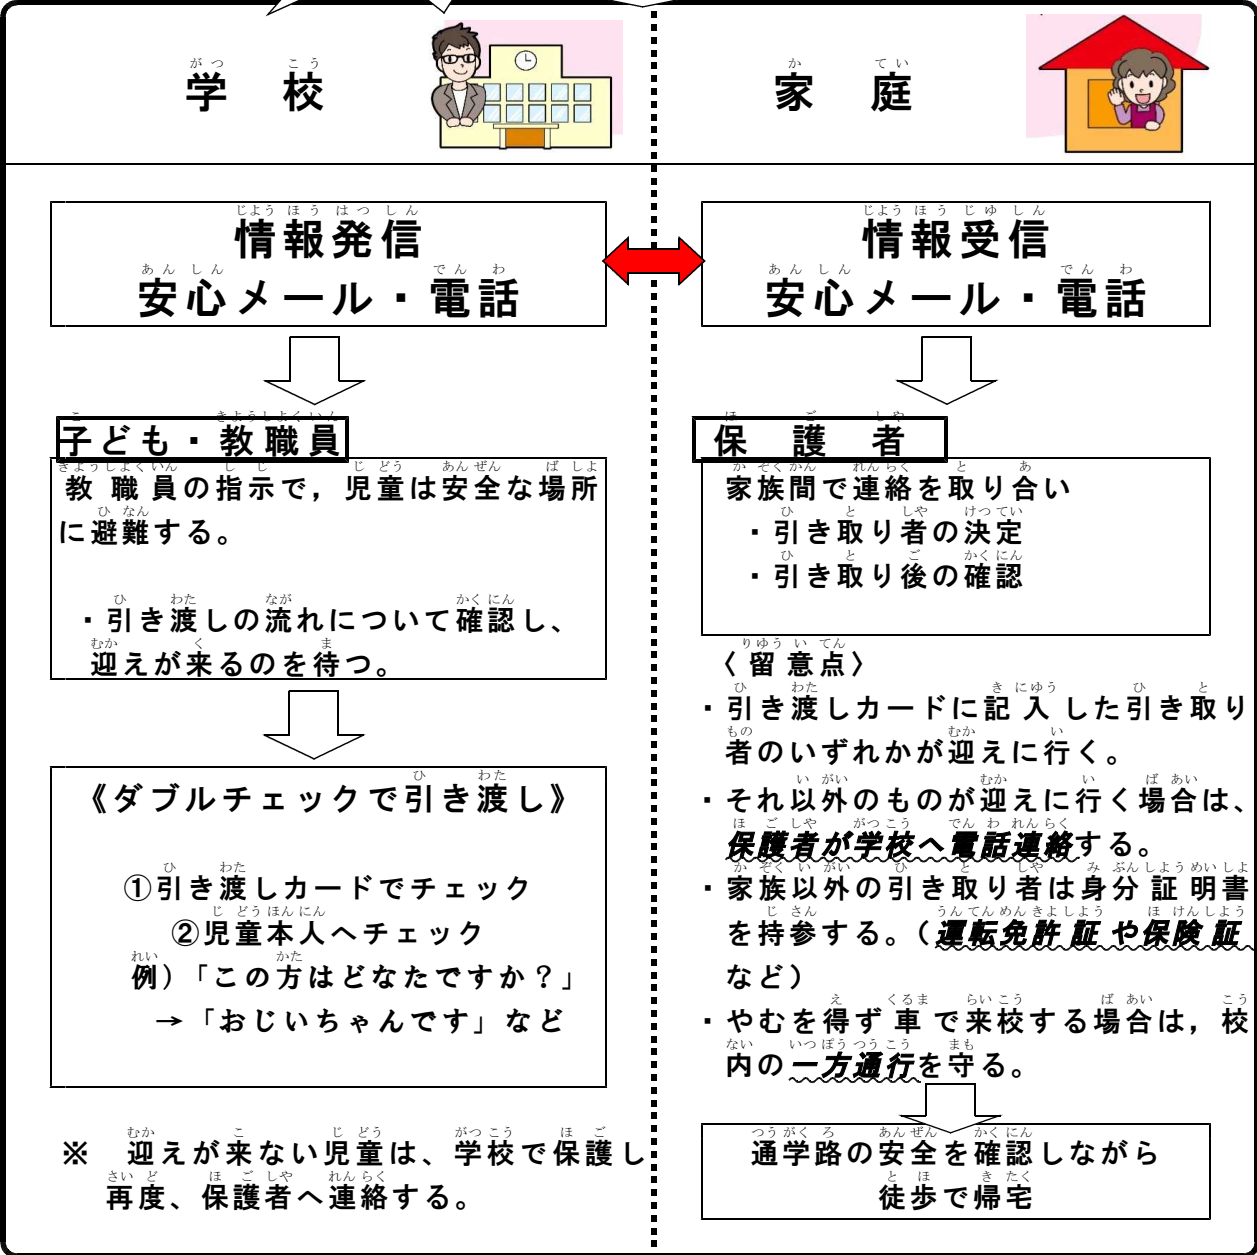 学校
情報発信
安心メール・電話
子ども・教職員
教職員の指示で，児童は安全な場所
に避難する。
・引き渡しの流れについて確認し、
迎えが来るのを待つ。
《ダブルチェックで引き渡し》
①引き渡しカードでチェック
②児童本人へチェック
例）「この方はどなたですか？」
→「おじいちゃんです」など
※　迎えが来ない児童は、学校で保護し
再度、保護者へ連絡する。
家庭
情報受信
安心メール・電話
保護者
家族間で連絡を取り合い
・引き取り者の決定
・引き取り後の確認
〈留意点〉
・引き渡しカードに記入した引き取り
者のいずれかが迎えに行く。
・それ以外のものが迎えに行く場合は、
保護者が学校へ電話連絡する。
・家族以外の引き取り者は身分証明書
を持参する。（運転免許証や保険証
など）
・やむを得ず車で来校する場合は，校
内の一方通行を守る。
通学路の安全を確認しながら
徒歩で帰宅